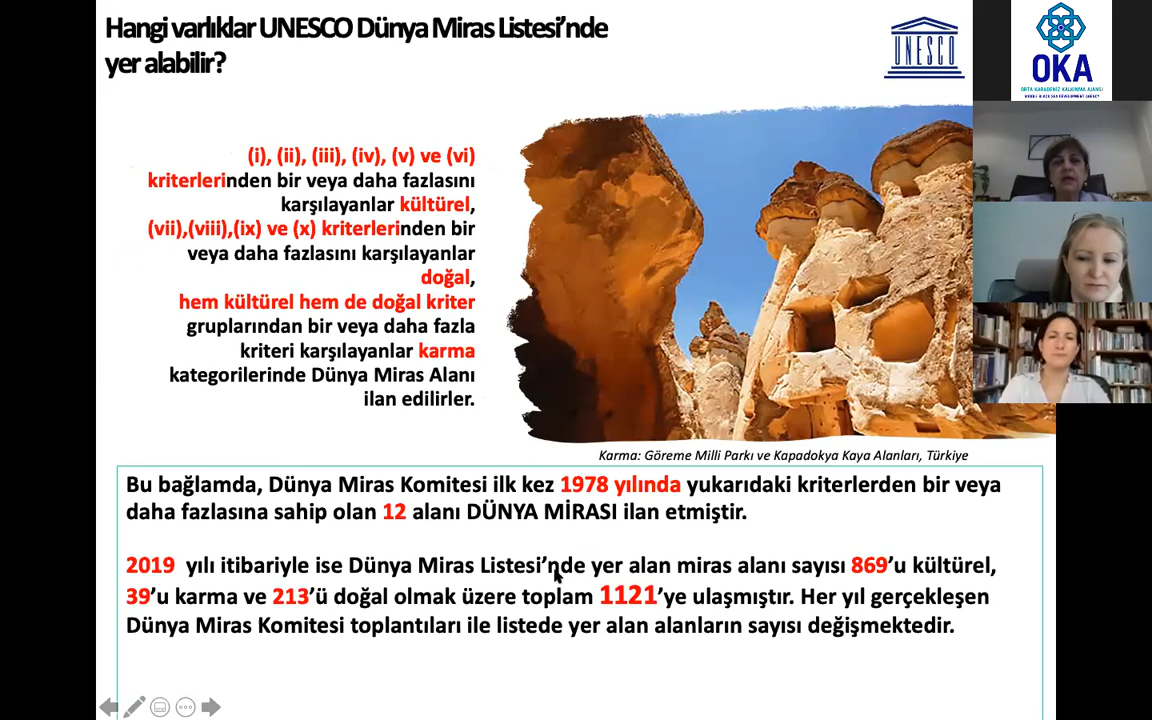 Hangi varlıklar UNESCO Dünya Miras Listesi’nde
yer alabilir?
UNESCO
OKA
ORTA KARADENİZ KALKINMA AJANSI
MIDDLE BLACK SEA DEVELOPMENT AGENCY
(i), (ii), (iii), (iv), (v) ve (vi)
kriterlerinden bir veya daha fazlasını
karşılayanlar kültürel,
(vii),(viii),(ix) ve (x) kriterlerinden bir
veya daha fazlasını karşılayanlar
doğal,
hem kültürel hem de doğal kriter
gruplarından bir veya daha fazla
kriteri karşılayanlar karma
kategorilerinde Dünya Miras Alanı
ilan edilirler.
Karma: Göreme Milli Parkı ve Kapadokya Kaya Alanları, Türkiye
Bu bağlamda, Dünya Miras Komitesi ilk kez 1978 yılında yukarıdaki kriterlerden bir veya
daha fazlasına sahip olan 12 alanı DÜNYA MİRASI ilan etmiştir.
2019 yılı itibariyle ise Dünya Miras Listesi’nde yer alan miras alanı sayısı 869’u kültürel,
39’u karma ve 213’ü doğal olmak üzere toplam 1121’ye ulaşmıştır. Her yıl gerçekleşen
Dünya Miras Komitesi toplantıları ile listede yer alan alanların sayısı değişmektedir.